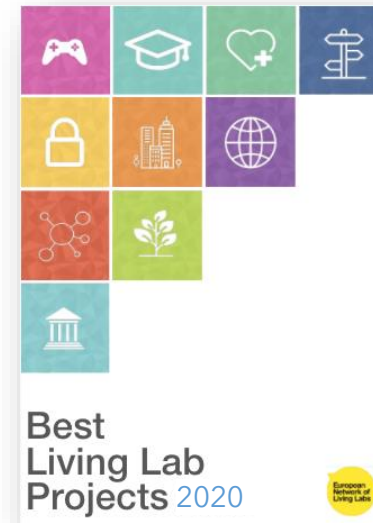 Best
Living Lab
Projects 2020
European
Network of
Living Labs